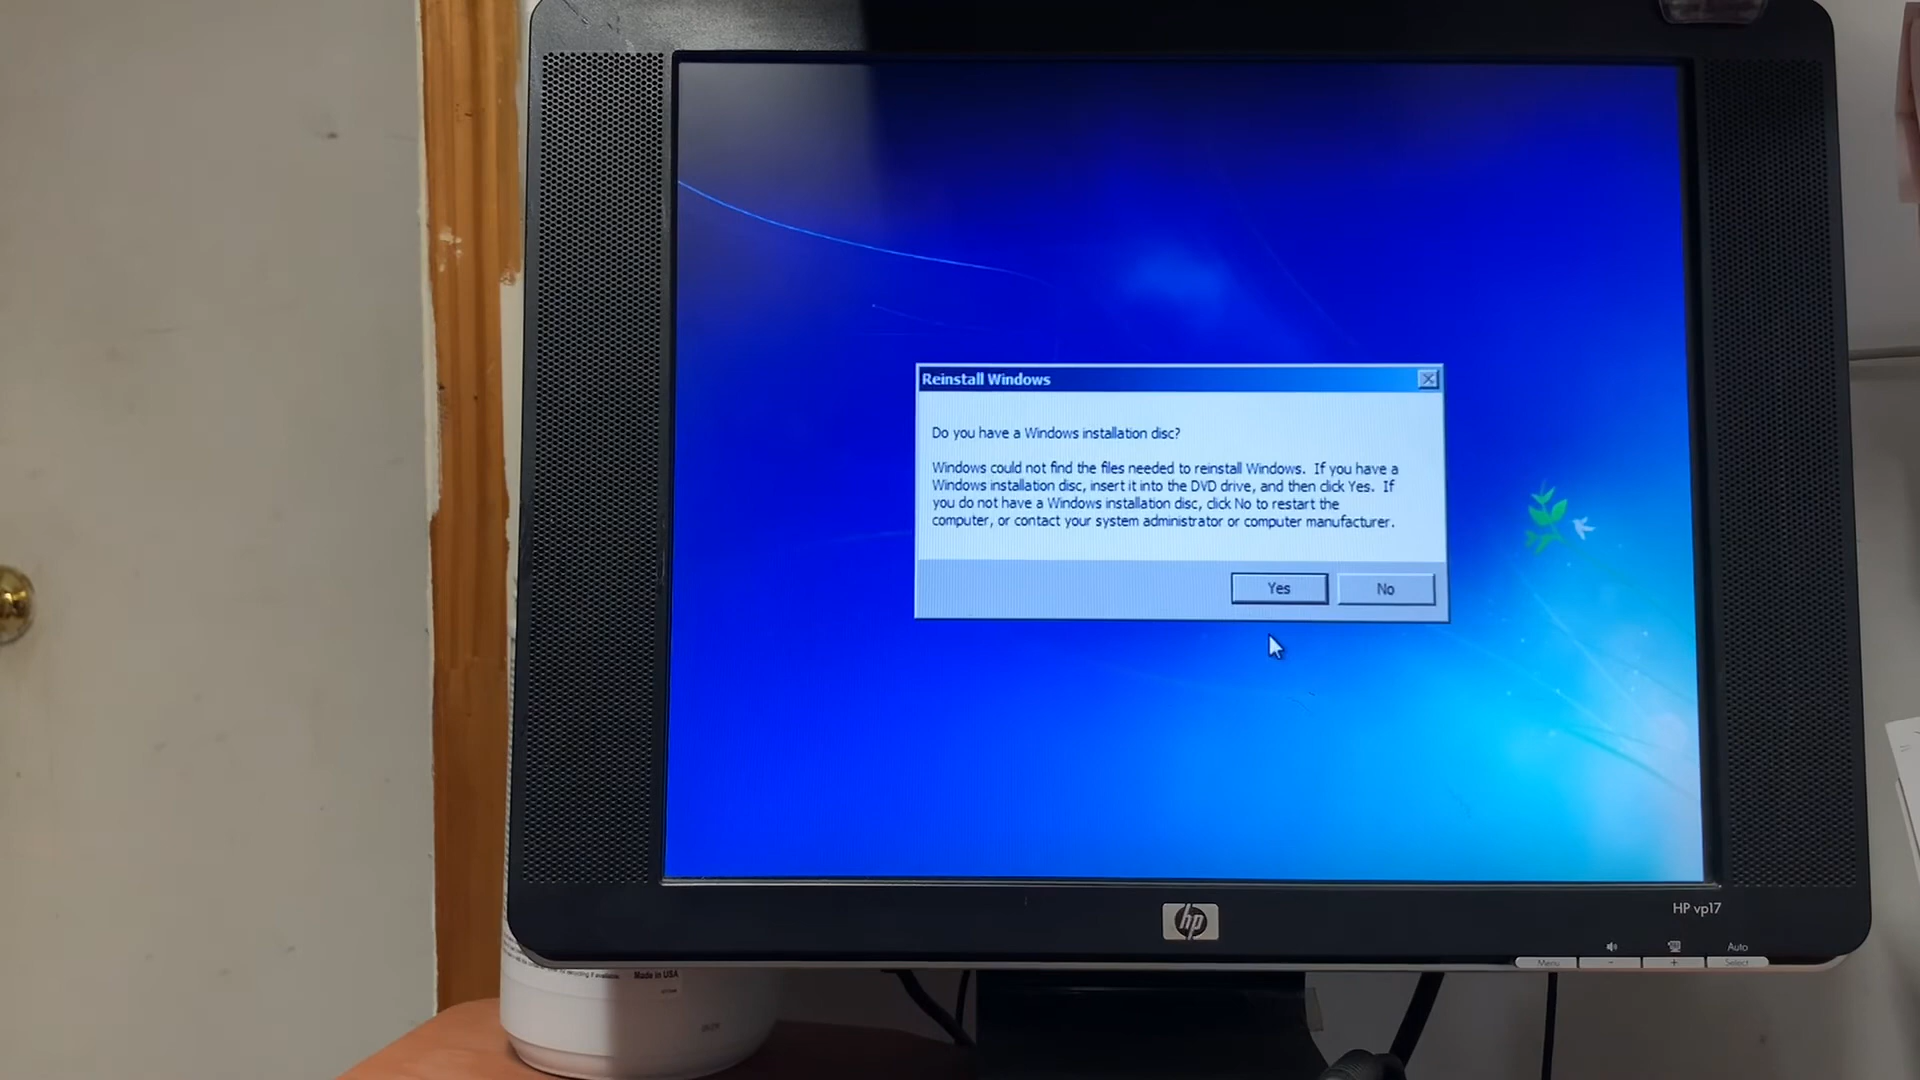 Reinstall Windows
Do you have a Windows installation disc?
Windows could not find the files needed to reinstall Windows. If you have a
Windows installation disc, insert it into the DVD drive, and then click Yes. If
you do not have a Windows installation disc, click No to restart the
computer, or contact your system administrator or computer manufacturer.
Yes
No
hp
HP vp17
Auto
Menu
-
+
Select
Made in USA